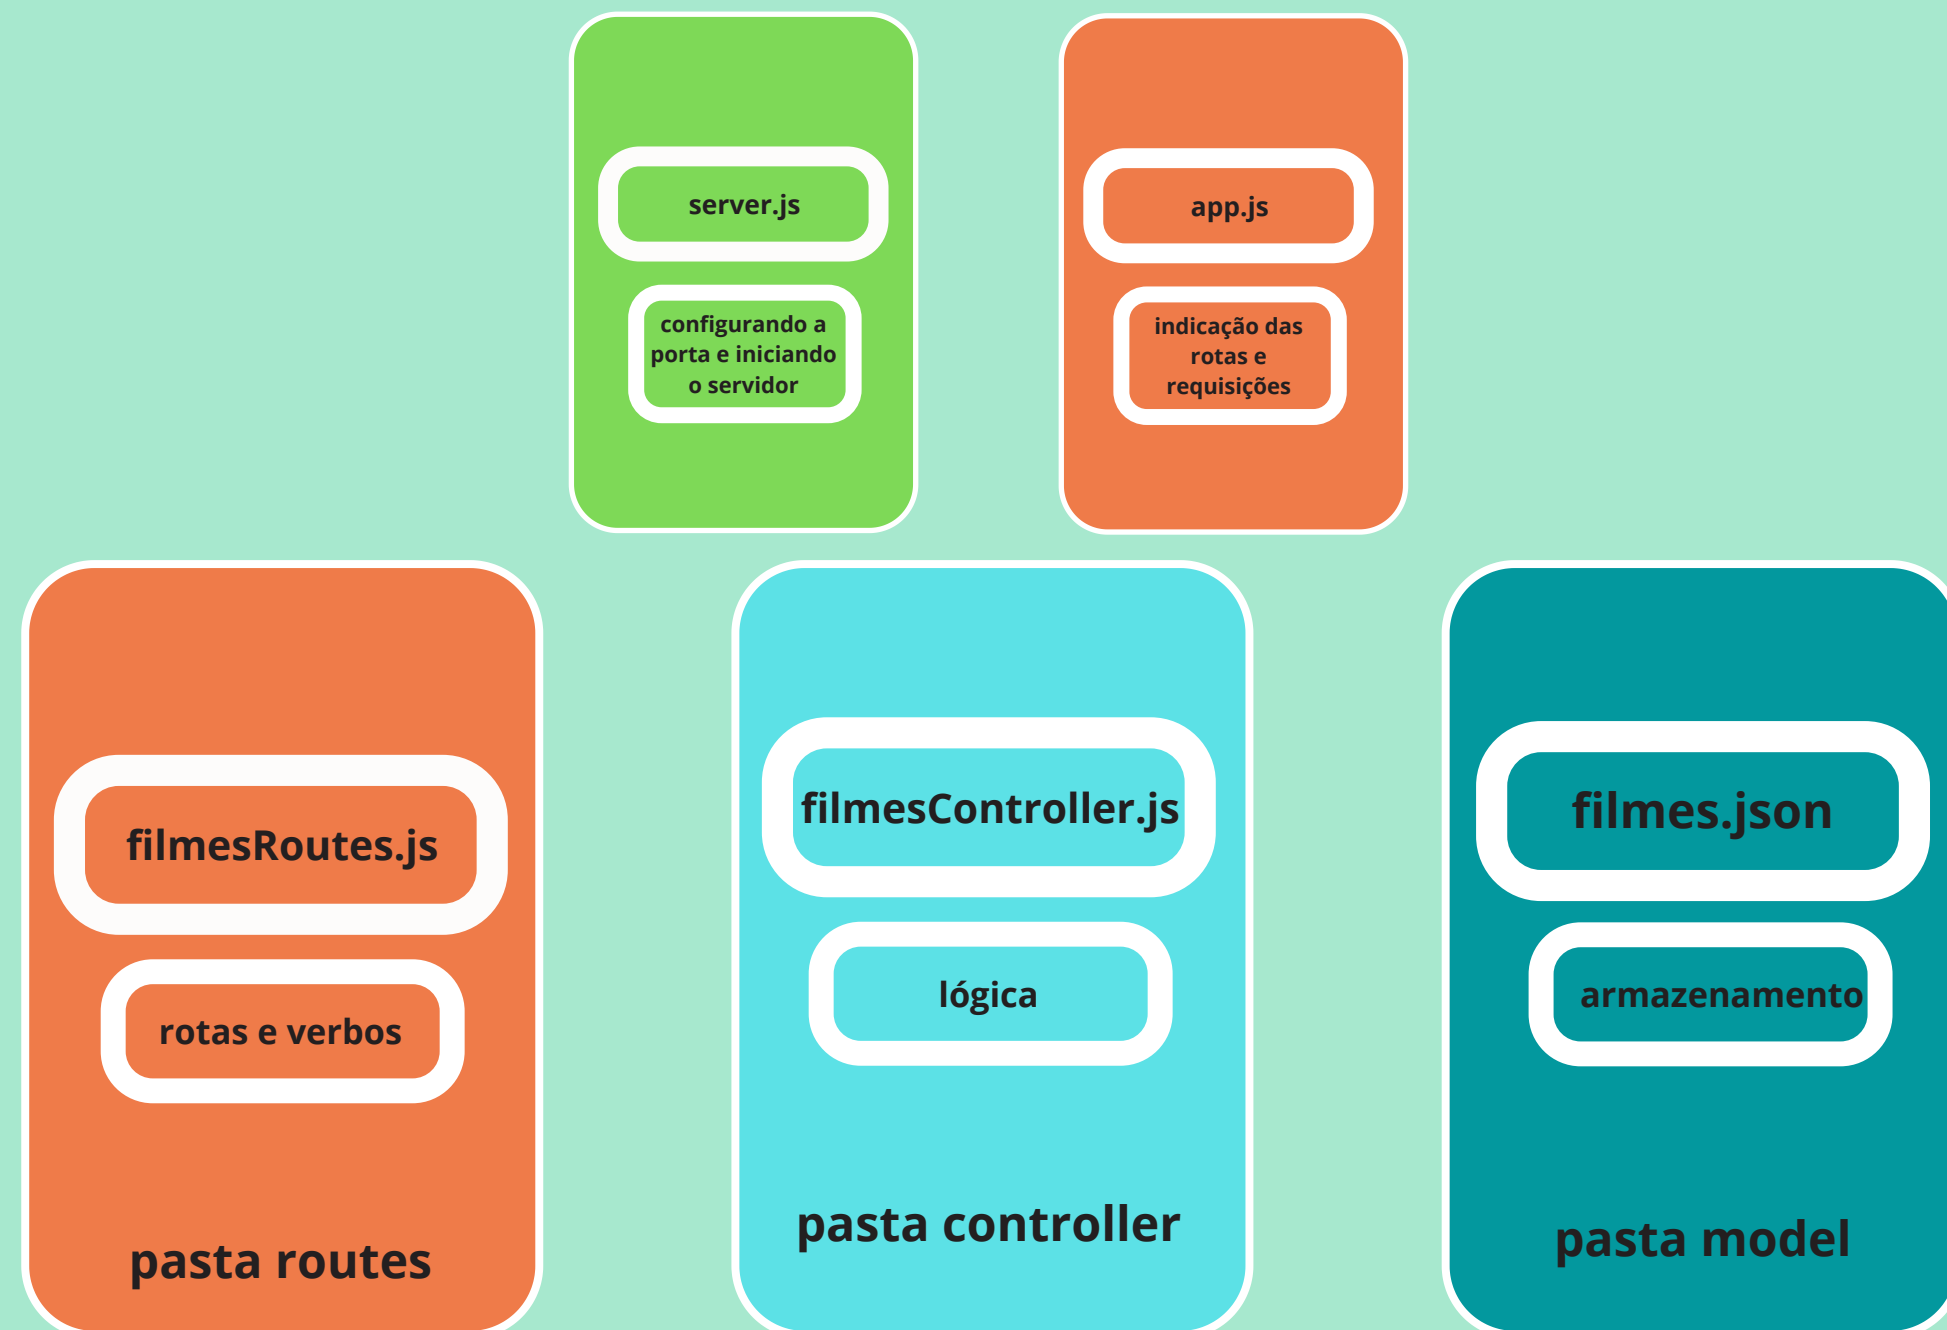 server.js
configurando a
porta e iniciando
o servidor
app.js
indicação das
rotas e
requisições
filmesRoutes.js
rotas e verbos
pasta routes
filmesController.js
lógica
pasta controller
filmes.json
armazenamento
pasta model